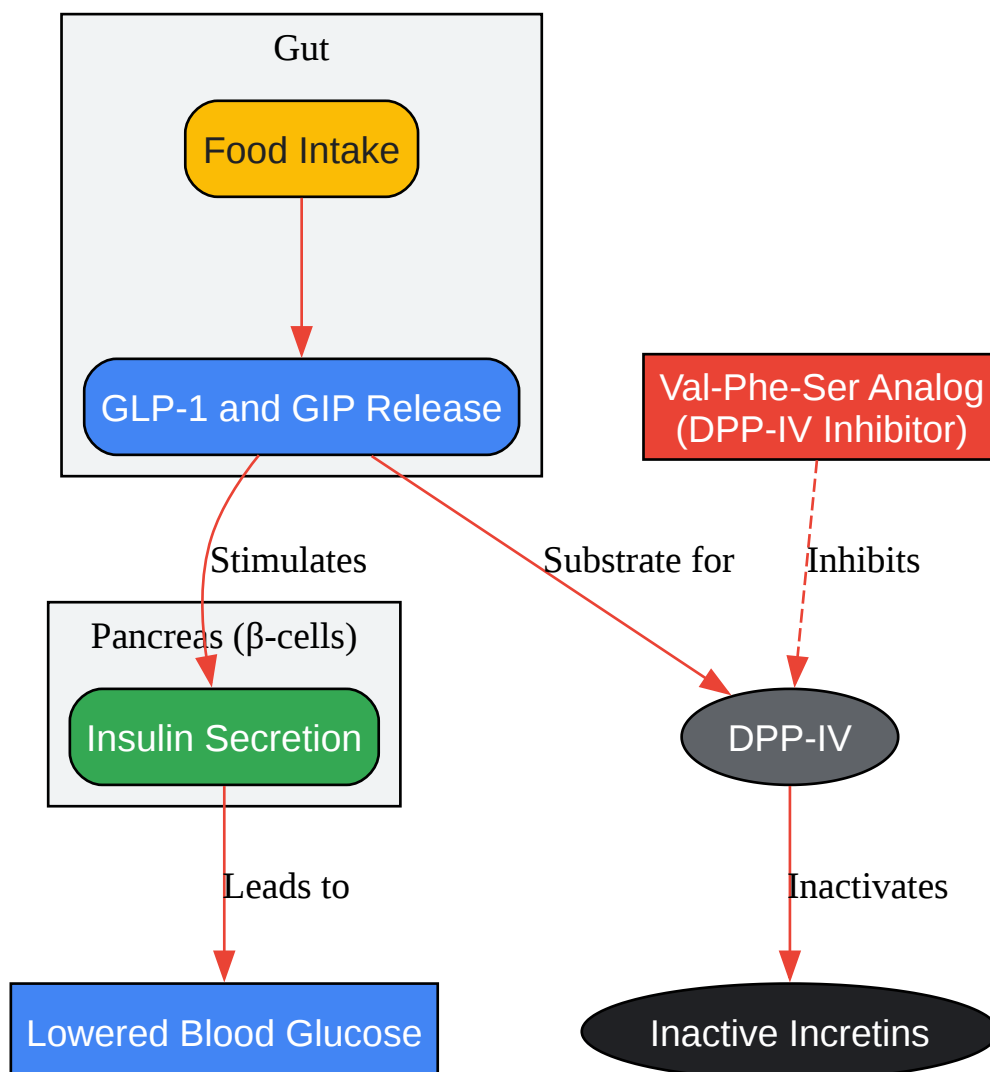 Gut
Food Intake
GLP-1 and GIP Release
Val-Phe-Ser Analog
(DPP-IV Inhibitor)
Stimulates
Substrate for
Inhibits
Pancreas (β-cells)
Insulin Secretion
DPP-IV
Leads to
Inactivates
Lowered Blood Glucose
Inactive Incretins